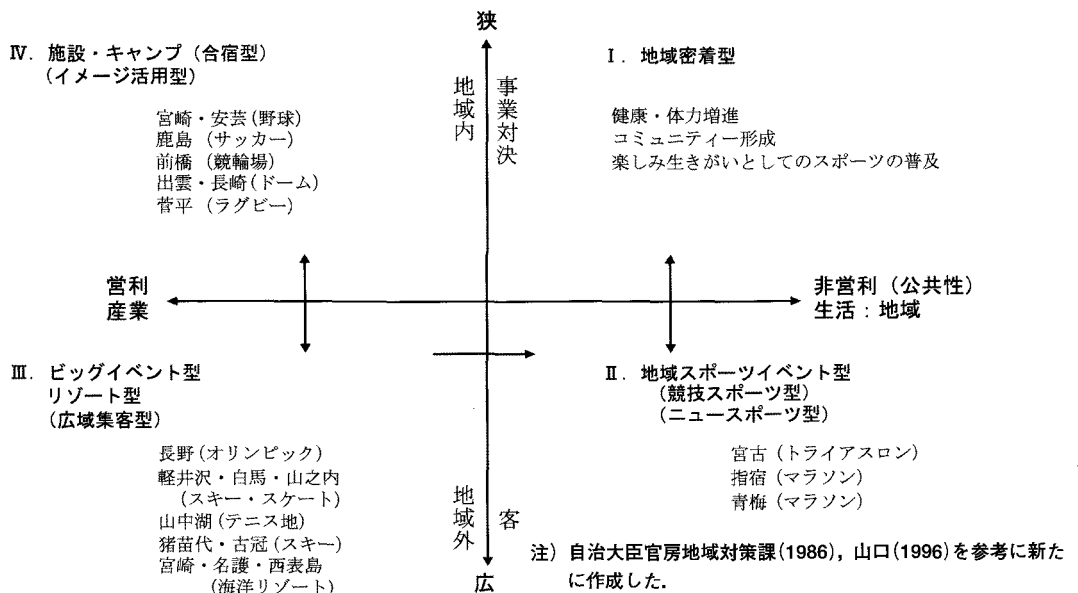 狭
Ⅳ．施設・キャンプ（合宿型）
（イメージ活用型）
宮崎・安芸（野球）
鹿島（サッカー）
前橋（競輪場）
出雲・長崎（ドーム）
菅平（ラグビー）
地域内
事業対決
Ⅰ．地域密着型
健康・体力増進
コミュニティー形成
楽しみ生きがいとしてのスポーツの普及
営利
産業
非営利（公共性）
生活：地域
Ⅲ．ビッグイベント型
リゾート型
（広域集客型）
長野（オリンピック）
軽井沢・白馬・山之内
（スキー・スケート）
山中湖（テニス地）
猪苗代・古冠（スキー）
宮崎・名護・西表島
（海洋リゾート）
地域外
客
広
Ⅱ．地域スポーツイベント型
（競技スポーツ型）
（ニュースポーツ型）
宮古（トライアスロン）
指宿（マラソン）
青梅（マラソン）
注）自治大臣官房地域対策課(1986)，山口(1996)を参考に新た
に作成した．